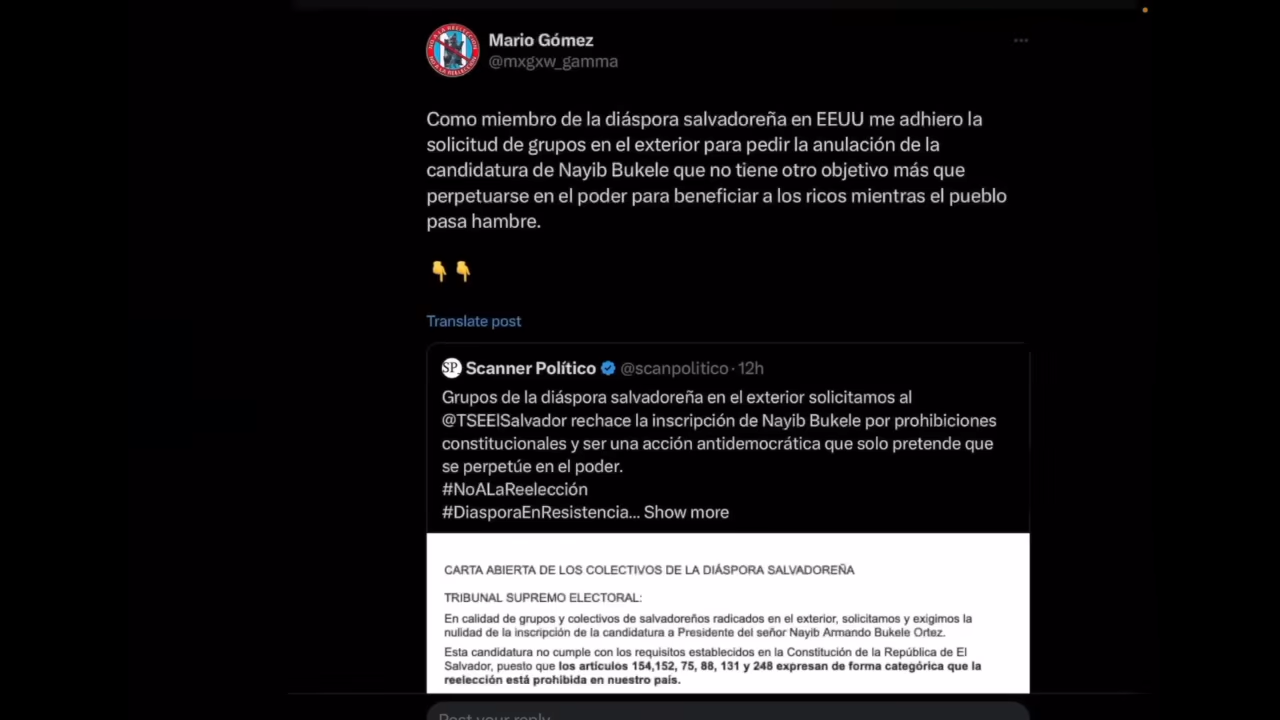 Mario Gómez
@mxgxw_gamma
Como miembro de la diáspora salvadoreña en EEUU me adhiero la
solicitud de grupos en el exterior para pedir la anulación de la
candidatura de Nayib Bukele que no tiene otro objetivo más que
perpetuarse en el poder para beneficiar a los ricos mientras el pueblo
pasa hambre.
Translate post
SP Scanner Político @scanpolitico · 12h
Grupos de la diáspora salvadoreña en el exterior solicitamos al
@TSEElSalvador rechace la inscripción de Nayib Bukele por prohibiciones
constitucionales y ser una acción antidemocrática que solo pretende que
se perpetúe en el poder.
#NoALaReelección
#DiasporaEnResistencia... Show more
CARTA ABIERTA DE LOS COLECTIVOS DE LA DIÁSPORA SALVADOREÑA
TRIBUNAL SUPREMO ELECTORAL:
En calidad de grupos y colectivos de salvadoreños radicados en el exterior, solicitamos y exigimos la
nulidad de la inscripción de la candidatura a Presidente del señor Nayib Armando Bukele Ortez.
Esta candidatura no cumple con los requisitos establecidos en la Constitución de la República de El
Salvador, puesto que los artículos 154,152, 75, 88, 131 y 248 expresan de forma categórica que la
reelección está prohibida en nuestro país.
Post your reply